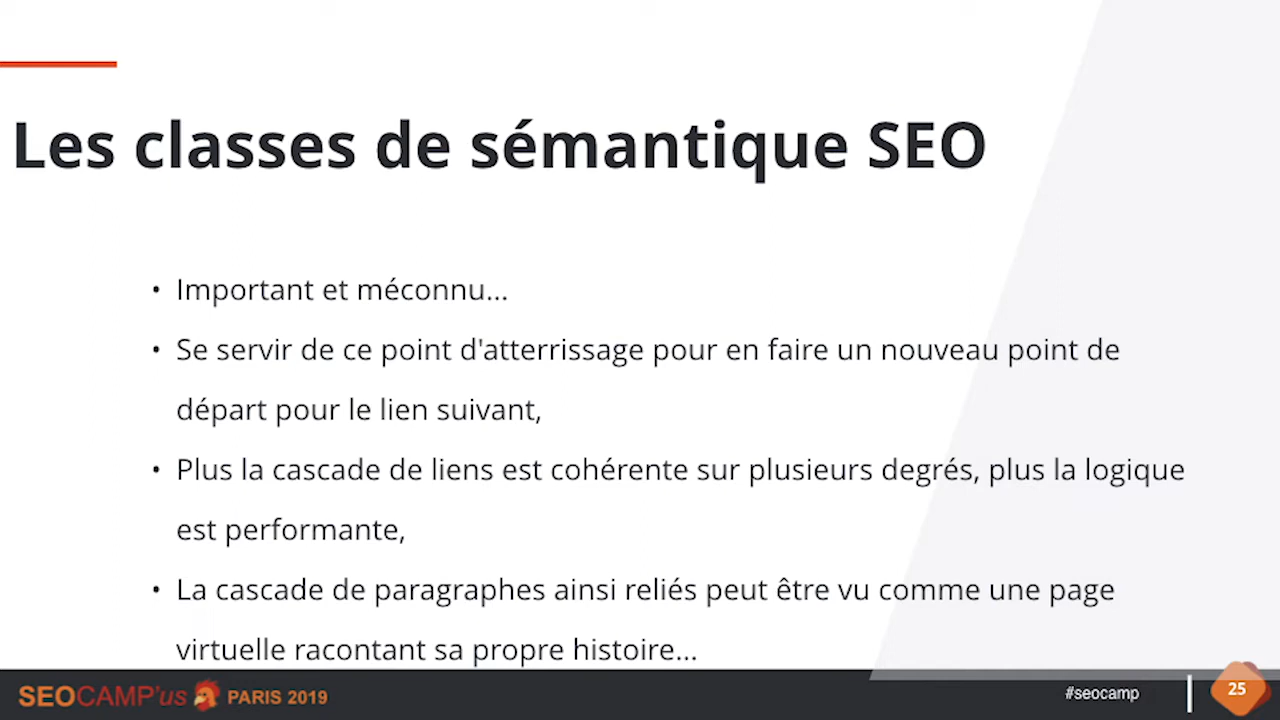 Les classes de sémantique SEO
• Important et méconnu...
• Se servir de ce point d'atterrissage pour en faire un nouveau point de
départ pour le lien suivant,
• Plus la cascade de liens est cohérente sur plusieurs degrés, plus la logique
est performante,
• La cascade de paragraphes ainsi reliés peut être vu comme une page
virtuelle racontant sa propre histoire...
SEOCAMP'us PARIS 2019
#seocamp
25